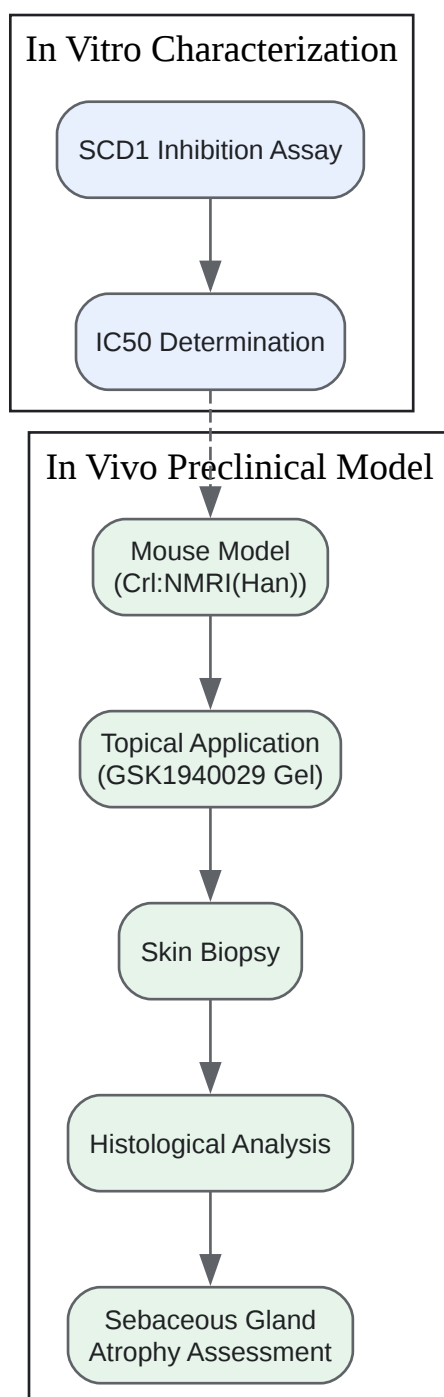 In Vitro Characterization
SCD1 Inhibition Assay
IC50 Determination
In Vivo Preclinical Model
Mouse Model
(Crl:NMRI(Han))
Topical Application
(GSK1940029 Gel)
Skin Biopsy
Histological Analysis
Sebaceous Gland
Atrophy Assessment